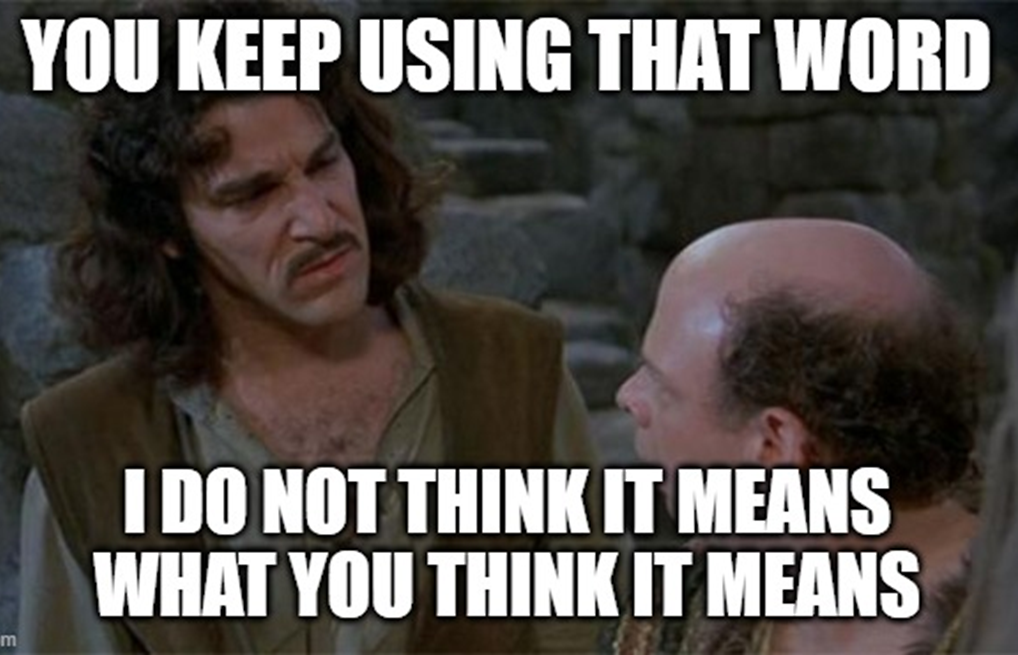 YOU KEEP USING THAT WORD
I DO NOT THINK IT MEANS
WHAT YOU THINK IT MEANS
m